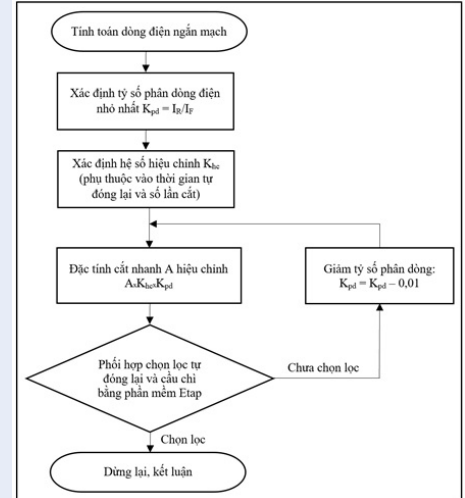 Tính toán dòng điện ngắn mạch
Xác định tỷ số phân dòng điện
nhỏ nhất Kpd = IR/IF
Xác định hệ số hiệu chỉnh Khc
(phụ thuộc vào thời gian tự
đóng lại và số lần cắt)
Đặc tính cắt nhanh A hiệu chỉnh
AxKhcxKpd
Giảm tỷ số phân dòng:
Kpd = Kpd – 0,01
Phối hợp chọn lọc tự
đóng lại và cầu chì
bằng phần mềm Etap
Chưa chọn lọc
Chọn lọc
Dừng lại, kết luận